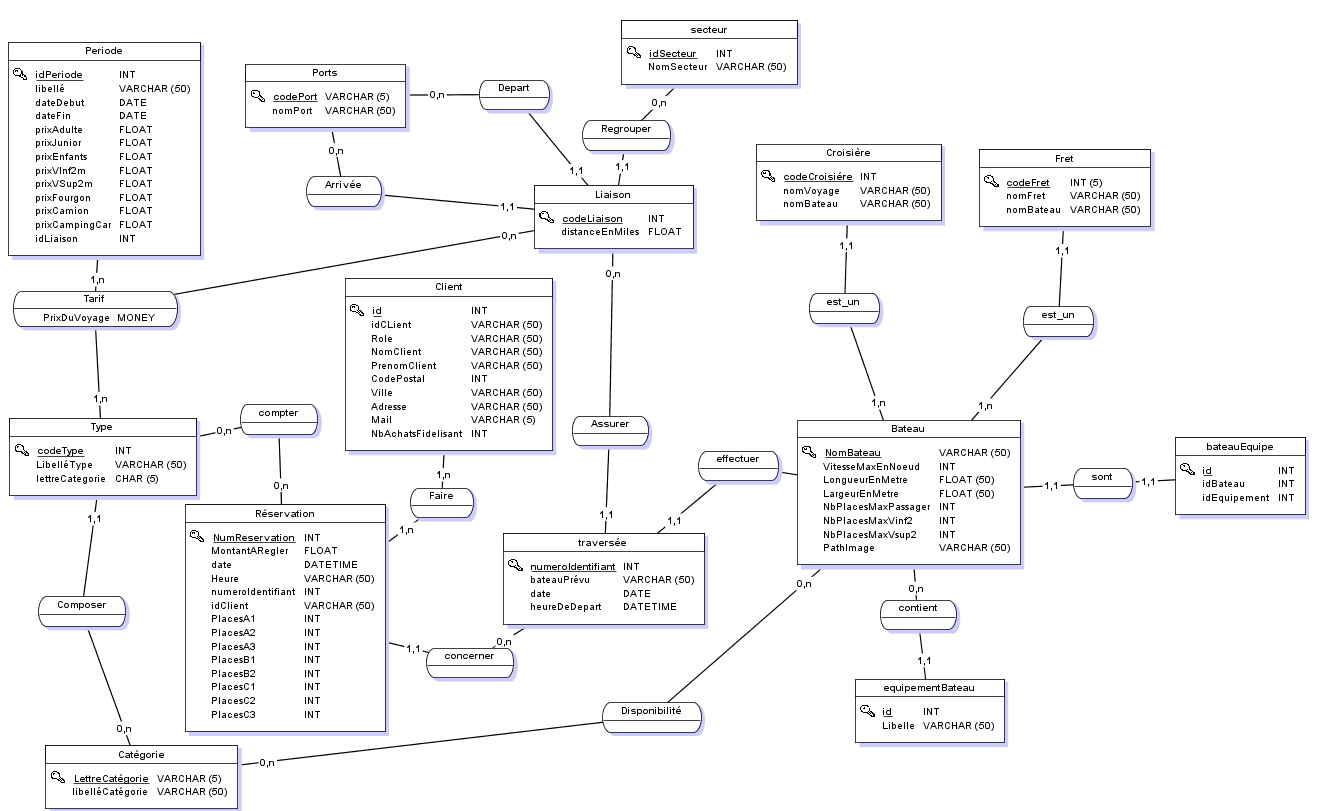 secteur
idSecteur INT
NomSecteur VARCHAR (50)
Periode
idPeriode INT
libellé VARCHAR (50)
dateDebut DATE
dateFin DATE
prixAdulte FLOAT
prixJunior FLOAT
prixEnfants FLOAT
prixVInf2m FLOAT
prixVSup2m FLOAT
prixFourgon FLOAT
prixCamion FLOAT
prixCampingCar FLOAT
idLiaison INT
Ports
codePort VARCHAR (5)
nomPort VARCHAR (50)
0,n
Depart
1,1
0,n
Regrouper
1,1
0,n
Arrivée
1,1
Croisière
codeCroisiére INT
nomVoyage VARCHAR (50)
nomBateau VARCHAR (50)
Fret
codeFret INT (5)
nomFret VARCHAR (50)
nomBateau VARCHAR (50)
Liaison
codeLiaison INT
distanceEnMiles FLOAT
0,n
0,n
1,1
est_un
1,n
1,1
est_un
1,n
1,n
Tarif
PrixDuVoyage MONEY
1,n
Client
id INT
idCLient VARCHAR (50)
Role VARCHAR (50)
NomClient VARCHAR (50)
PrenomClient VARCHAR (50)
CodePostal INT
Ville VARCHAR (50)
Adresse VARCHAR (50)
Mail VARCHAR (5)
NbAchatsFidelisant INT
Type
codeType INT
LibelléType VARCHAR (50)
lettreCategorie CHAR (5)
0,n
compter
0,n
Assurer
1,1
effectuer
1,1
Bateau
NomBateau VARCHAR (50)
VitesseMaxEnNoeud INT
LongueurEnMetre FLOAT (50)
LargeurEnMetre FLOAT (50)
NbPlacesMaxPassager INT
NbPlacesMaxVinf2 INT
NbPlacesMaxVsup2 INT
PathImage VARCHAR (50)
1,1
sont
1,1
bateauEquipe
id INT
idBateau INT
idEquipement INT
1,n
Faire
1,n
Réservation
NumReservation INT
MontantARegler FLOAT
date DATETIME
Heure VARCHAR (50)
numeroIdentifiant INT
idClient VARCHAR (50)
PlacesA1 INT
PlacesA2 INT
PlacesA3 INT
PlacesB1 INT
PlacesB2 INT
PlacesC1 INT
PlacesC2 INT
PlacesC3 INT
traversée
numeroIdentifiant INT
bateauPrévu VARCHAR (50)
date DATE
heureDeDepart DATETIME
1,1
concerner
0,n
1,1
Composer
0,n
0,n
contient
1,1
equipementBateau
id INT
Libelle VARCHAR (50)
0,n
Disponibilité
0,n
Catégorie
LettreCatégorie VARCHAR (5)
libelléCatégorie VARCHAR (50)